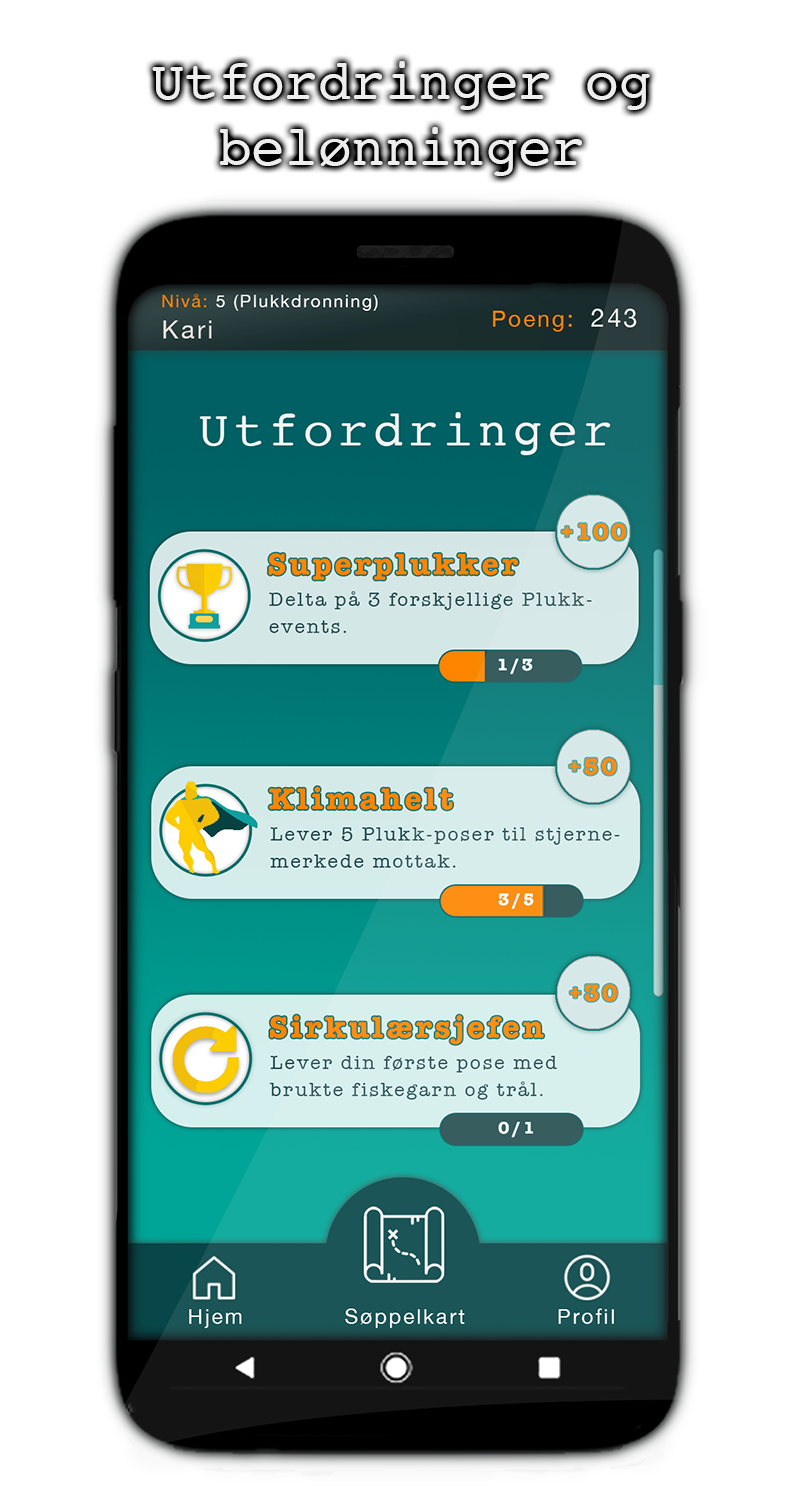 Utfordringer og
belønninger
Nivå: 5 (Plukkdronning)
Kari
Poeng: 243
Utfordringer
+100
Superplukker
Delta på 3 forskjellige Plukk-
events.
1/3
+50
Klimahelt
Lever 5 Plukk-poser til stjerne-
merkede mottak.
3/5
+30
Sirkulærsjefen
Lever din første pose med
brukte fiskegarn og trål.
0/1
Hjem
Søppelkart
Profil